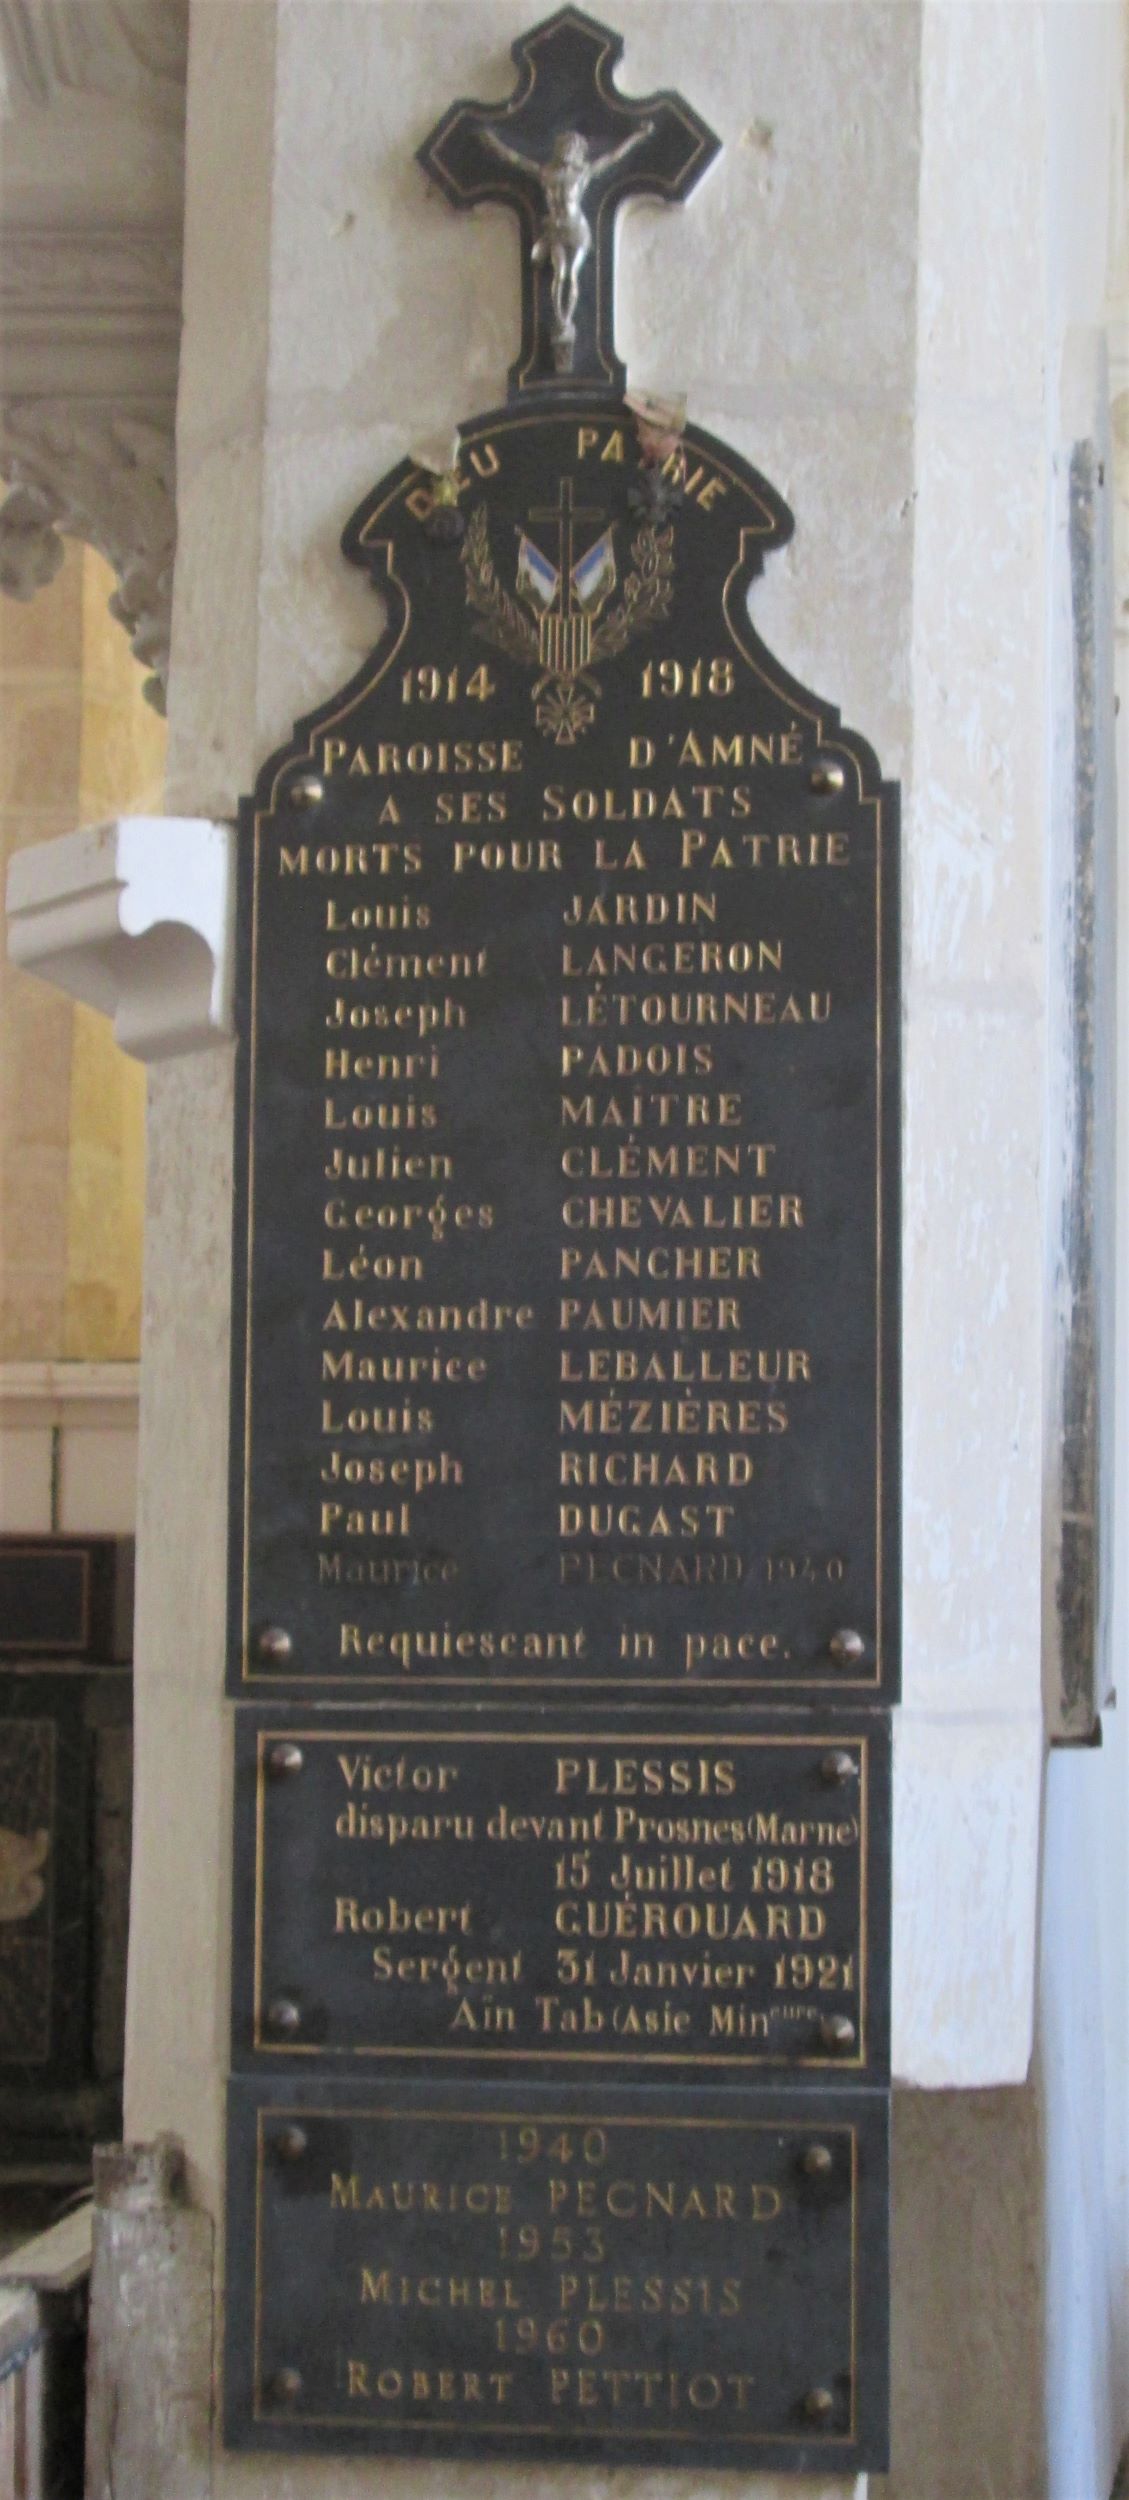 DIEU PATRIE
1914 1918
PAROISSE D'AMNÉ
A SES SOLDATS
MORTS POUR LA PATRIE
Louis JARDIN
Clément LANGERON
Joseph LÉTOURNEAU
Henri PADOIS
Louis MAÎTRE
Julien CLÉMENT
Georges CHEVALIER
Léon PANCHER
Alexandre PAUMIER
Maurice LEBALLEUR
Louis MÉZIÈRES
Joseph RICHARD
Paul DUGAST
Maurice PECNARD 1940
Requiescant in pace.
Victor PLESSIS
disparu devant Prosnes (Marne)
15 Juillet 1918
Robert GUÉROUARD
Sergent 31 Janvier 1921
Aïn Tab (Asie Mineure)
1940
MAURICE PECNARD
1953
MICHEL PLESSIS
1960
ROBERT PETTIOT